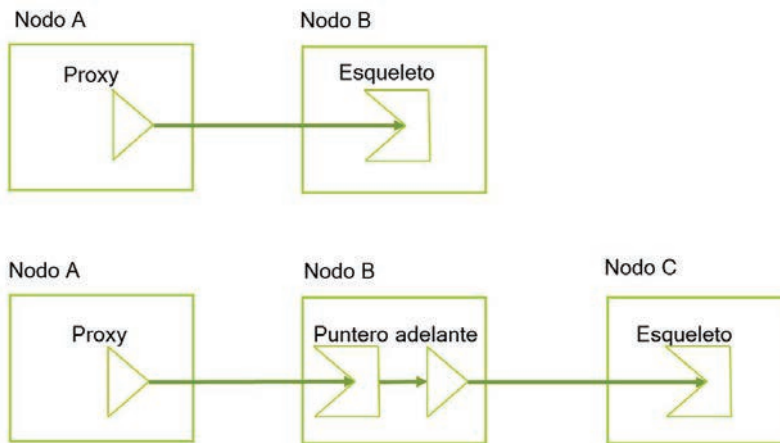 Nodo A
Nodo B
Proxy
Esqueleto
Nodo A
Nodo B
Nodo C
Proxy
Puntero adelante
Esqueleto